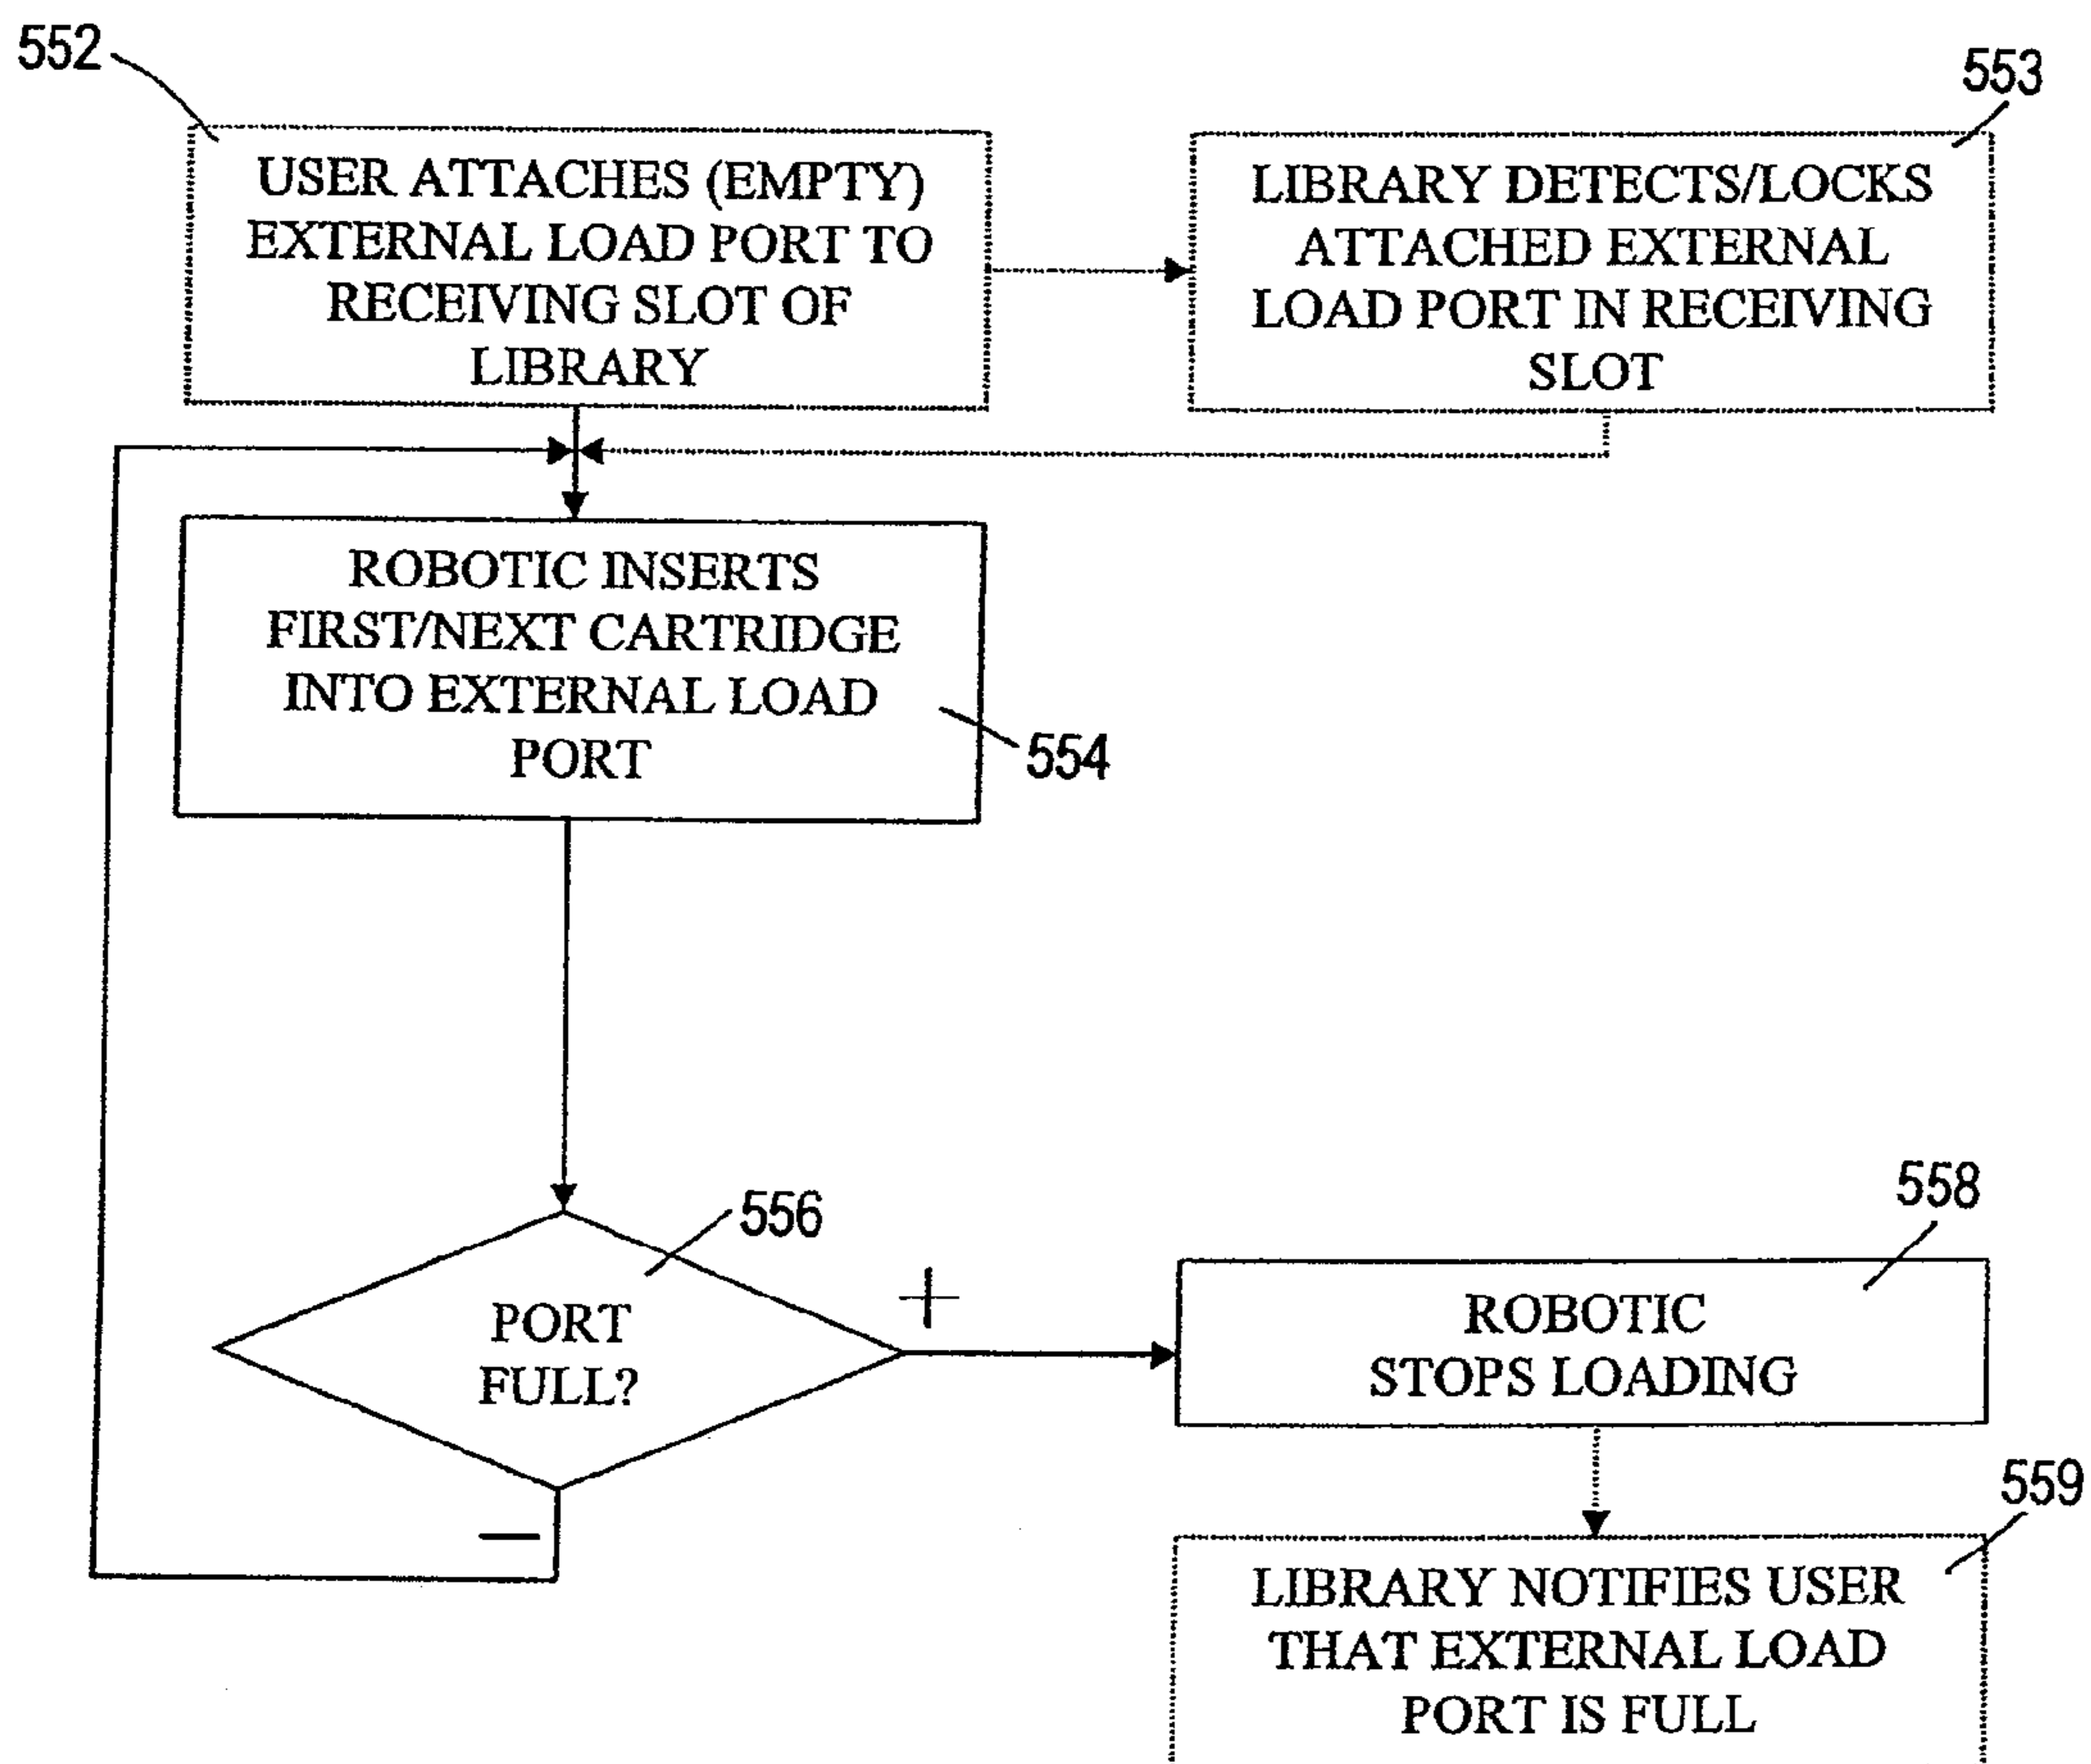 552
USER ATTACHES (EMPTY)
EXTERNAL LOAD PORT TO
RECEIVING SLOT OF
LIBRARY
553
LIBRARY DETECTS/LOCKS
ATTACHED EXTERNAL
LOAD PORT IN RECEIVING
SLOT
ROBOTIC INSERTS
FIRST/NEXT CARTRIDGE
INTO EXTERNAL LOAD
PORT
554
556
PORT
FULL?
+
−
558
ROBOTIC
STOPS LOADING
559
LIBRARY NOTIFIES USER
THAT EXTERNAL LOAD
PORT IS FULL